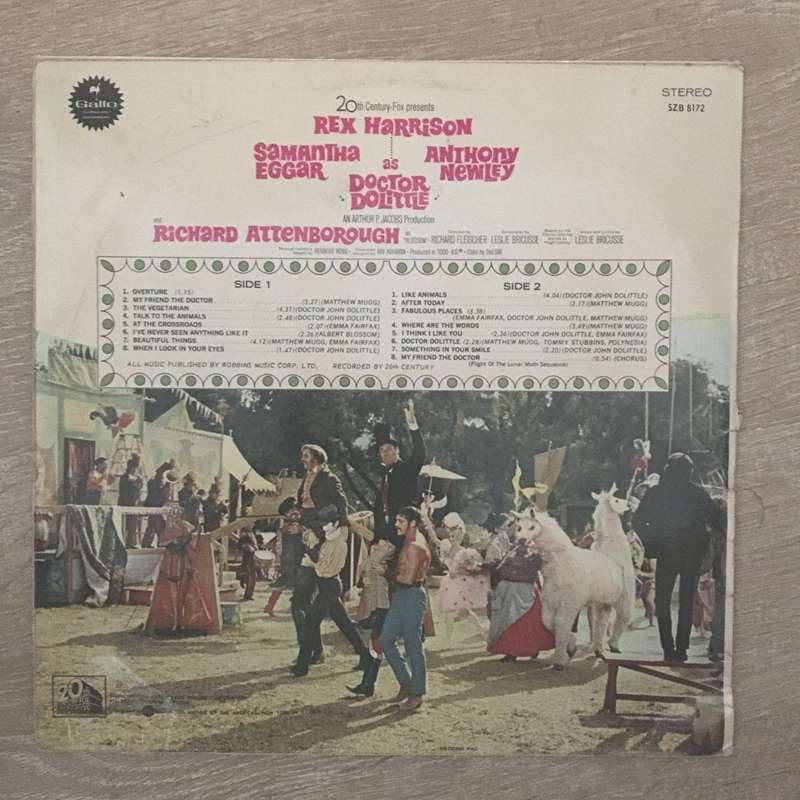 Gallo
STEREO
SZB 8172
20th Century-Fox presents
REX HARRISON
SAMANTHA EGGAR
as
ANTHONY NEWLEY
DOCTOR DOLITTLE
AN ARTHUR P. JACOBS Production
and
RICHARD ATTENBOROUGH
as "BLOSSOM"
Directed by RICHARD FLEISCHER
LESLIE BRICUSSE
LESLIE BRICUSSE
SIDE 1
1. OVERTURE (1.75)
2. MY FRIEND THE DOCTOR (3.27)(MATTHEW MUGG)
3. THE VEGETARIAN (4.31)(DOCTOR JOHN DOLITTLE)
4. TALK TO THE ANIMALS (2.48)(DOCTOR JOHN DOLITTLE)
5. AT THE CROSSROADS (2.07)(EMMA FAIRFAX)
6. I'VE NEVER SEEN ANYTHING LIKE IT (2.26)(ALBERT BLOSSOM)
7. BEAUTIFUL THINGS (4.12)(MATTHEW MUGG, EMMA FAIRFAX)
8. WHEN I LOOK IN YOUR EYES (1.47)(DOCTOR JOHN DOLITTLE)
SIDE 2
1. LIKE ANIMALS (4.04)(DOCTOR JOHN DOLITTLE)
2. AFTER TODAY (2.17)(MATTHEW MUGG)
3. FABULOUS PLACES (3.38)
(EMMA FAIRFAX, DOCTOR JOHN DOLITTLE, MATTHEW MUGG)
4. WHERE ARE THE WORDS (3.49)(MATTHEW MUGG)
5. I THINK I LIKE YOU (2.36)(DOCTOR JOHN DOLITTLE, EMMA FAIRFAX)
6. DOCTOR DOLITTLE (2.28)(MATTHEW MUGG, TOMMY STUBBINS, POLYNESIA)
7. SOMETHING IN YOUR SMILE (2.20)(DOCTOR JOHN DOLITTLE)
8. MY FRIEND THE DOCTOR (0.54)(CHORUS)
(Flight Of The Lunar Moth Sequence)
ALL MUSIC PUBLISHED BY ROBBINS MUSIC CORP. LTD. RECORDED BY 20th CENTURY
20th